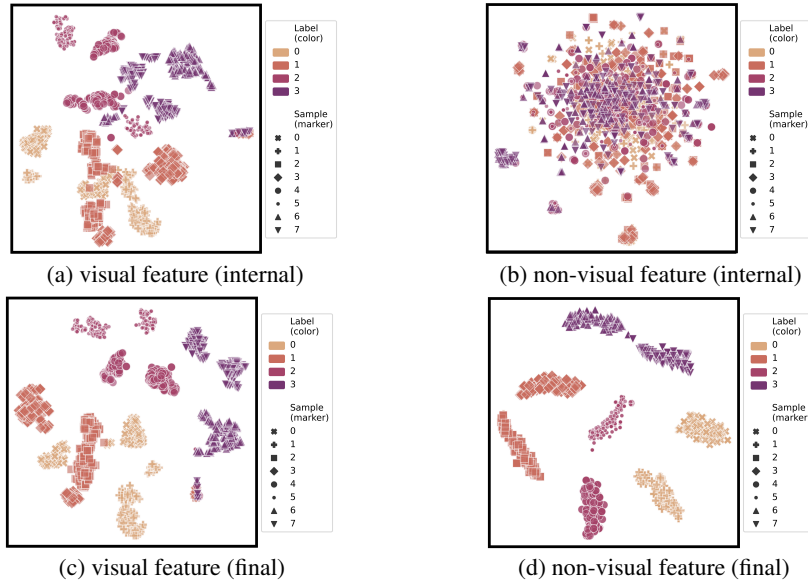 Label
(color)
0
1
2
3
Sample
(marker)
0
1
2
3
4
5
6
7
(a) visual feature (internal)
Label
(color)
0
1
2
3
Sample
(marker)
0
1
2
3
4
5
6
7
(b) non-visual feature (internal)
Label
(color)
0
1
2
3
Sample
(marker)
0
1
2
3
4
5
6
7
(c) visual feature (final)
Label
(color)
0
1
2
3
Sample
(marker)
0
1
2
3
4
5
6
7
(d) non-visual feature (final)